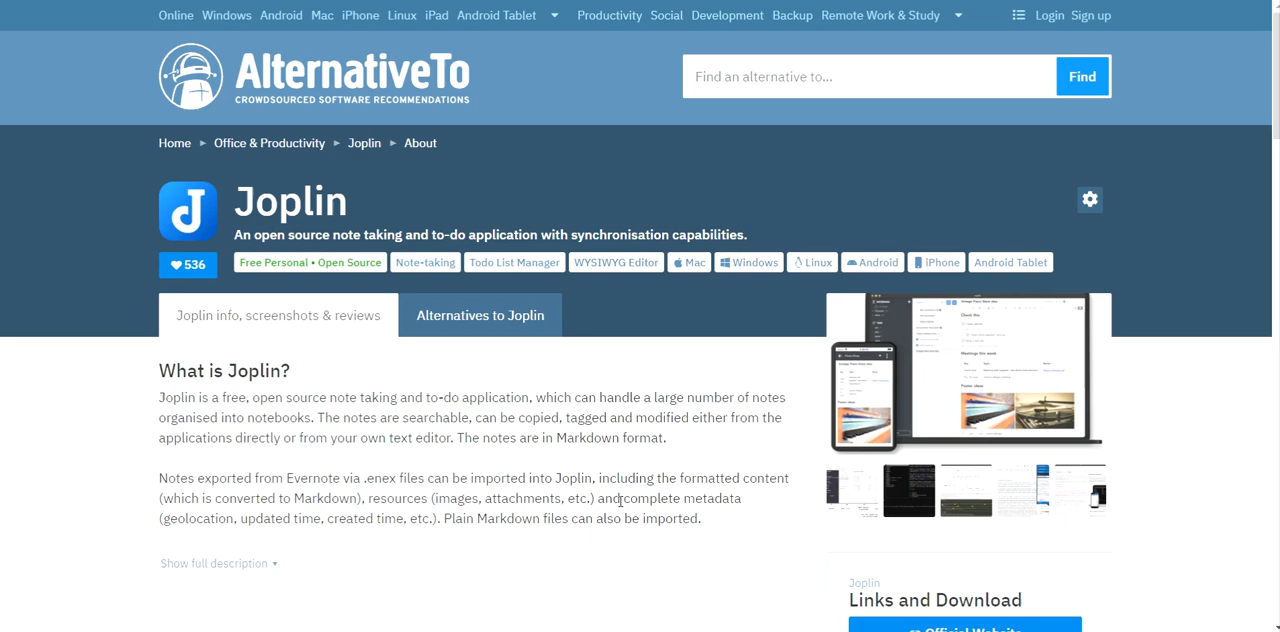 Online Windows Android Mac iPhone Linux iPad Android Tablet Productivity Social Development Backup Remote Work & Study Login Sign up
AlternativeTo
CROWDSOURCED SOFTWARE RECOMMENDATIONS
Find an alternative to...
Find
Home ► Office & Productivity ► Joplin ► About
Joplin
An open source note taking and to-do application with synchronisation capabilities.
536
Free Personal • Open Source Note-taking Todo List Manager WYSIWYG Editor Mac Windows Linux Android iPhone Android Tablet
Joplin info, screenshots & reviews
Alternatives to Joplin
What is Joplin?
Joplin is a free, open source note taking and to-do application, which can handle a large number of notes
organised into notebooks. The notes are searchable, can be copied, tagged and modified either from the
applications directly or from your own text editor. The notes are in Markdown format.
Notes exported from Evernote via .enex files can be imported into Joplin, including the formatted content
(which is converted to Markdown), resources (images, attachments, etc.) and complete metadata
(geolocation, updated time, created time, etc.). Plain Markdown files can also be imported.
Show full description
Joplin
Links and Download
Official Website